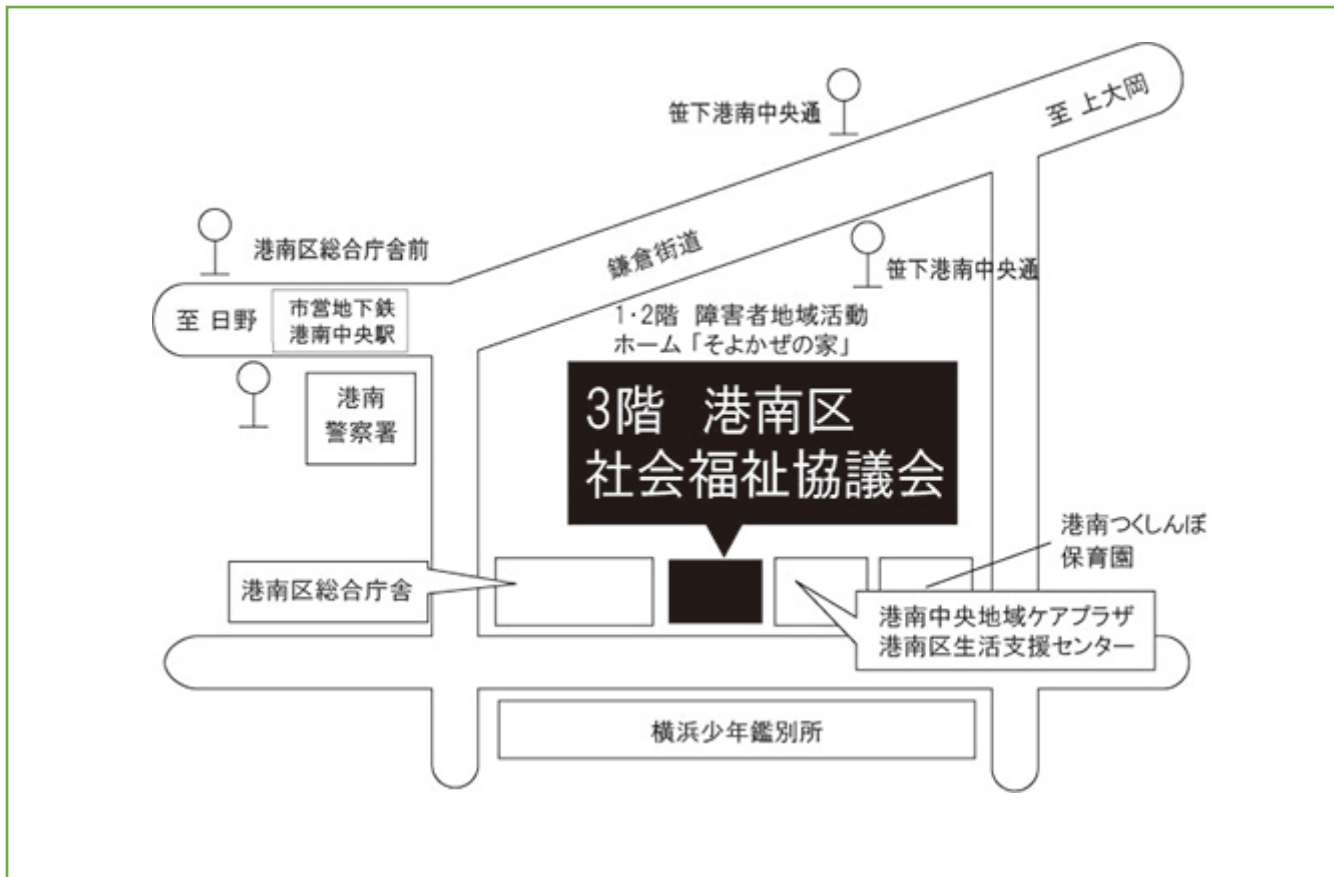 笹下港南中央通
至 上大岡
港南区総合庁舎前
鎌倉街道
笹下港南中央通
至 日野
市営地下鉄
港南中央駅
1・2階 障害者地域活動
ホーム「そよかぜの家」
港南
警察署
3階 港南区
社会福祉協議会
港南つくしんぼ
保育園
港南区総合庁舎
港南中央地域ケアプラザ
港南区生活支援センター
横浜少年鑑別所